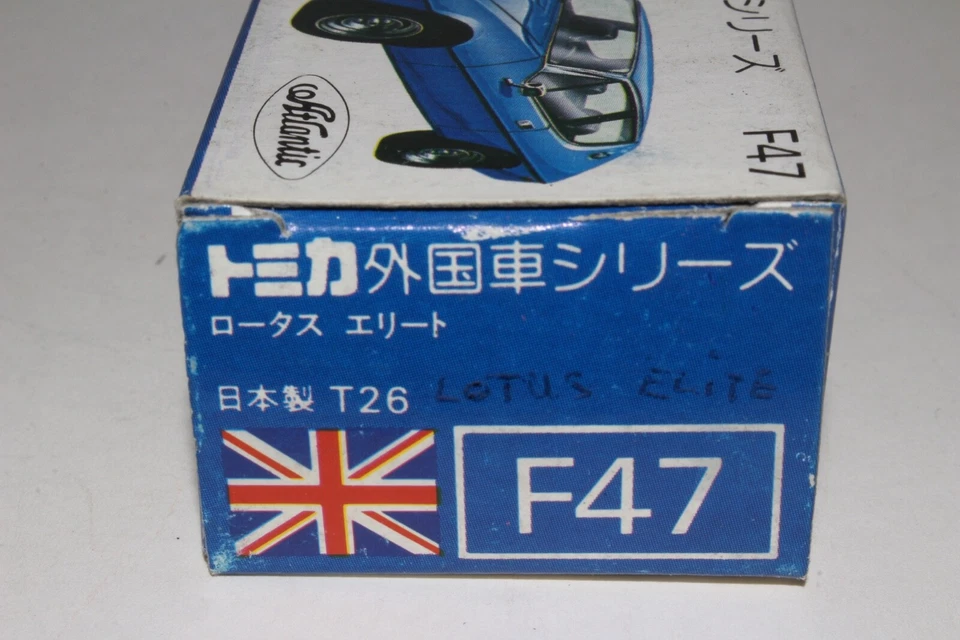 シリーズ F47
Atlantic
トミカ外国車シリーズ
ロータス エリート
日本製 T26
LOTUS ELITE
F47